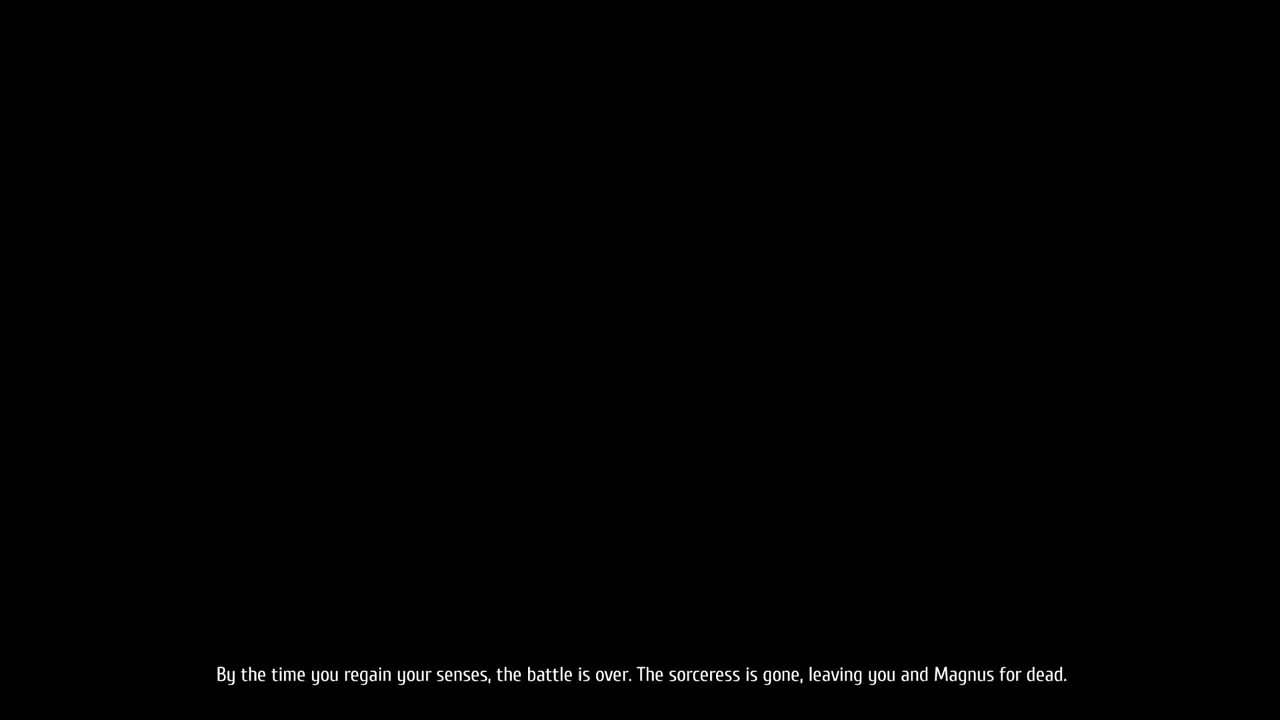 By the time you regain your senses, the battle is over. The sorceress is gone, leaving you and Magnus for dead.